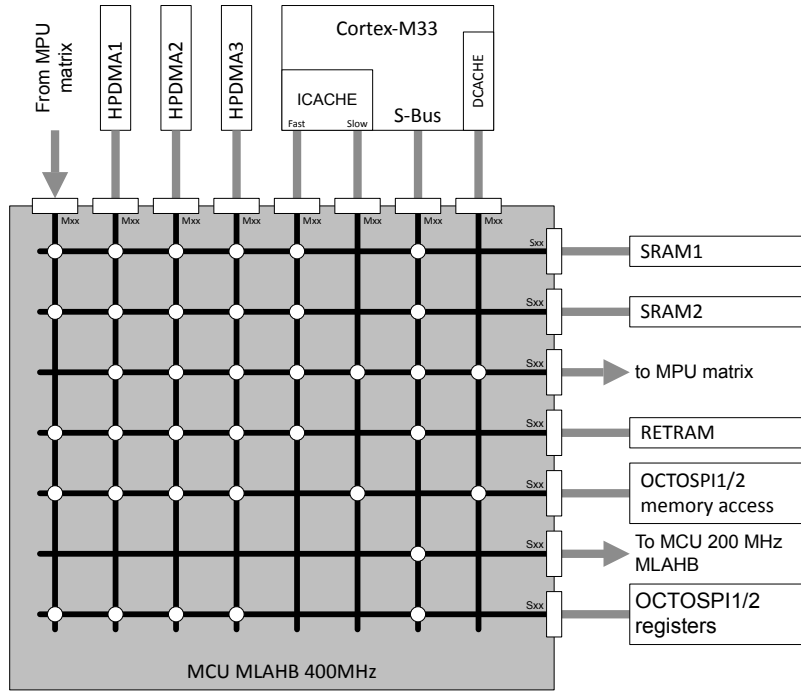 From MPU
matrix
HPDMA1
HPDMA2
HPDMA3
Cortex-M33
ICACHE
Fast
Slow
S-Bus
DCACHE
Mxx
Mxx
Mxx
Mxx
Mxx
Mxx
Mxx
Mxx
Sxx
SRAM1
Sxx
SRAM2
Sxx
to MPU matrix
Sxx
RETRAM
Sxx
OCTOSPI1/2
memory access
Sxx
To MCU 200 MHz
MLAHB
Sxx
OCTOSPI1/2
registers
MCU MLAHB 400MHz